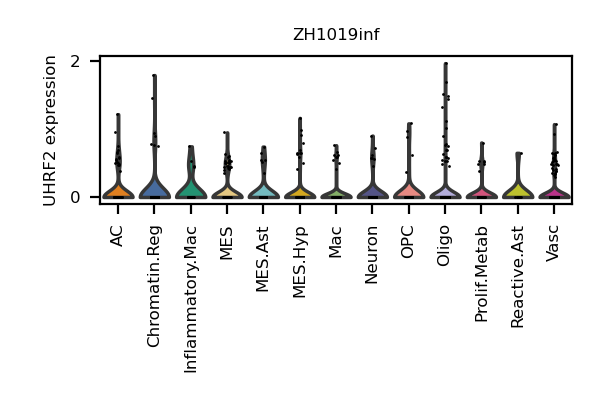 ZH1019inf
UHRF2 expression
2
0
AC
Chromatin.Reg
Inflammatory.Mac
MES
MES.Ast
MES.Hyp
Mac
Neuron
OPC
Oligo
Prolif.Metab
Reactive.Ast
Vasc